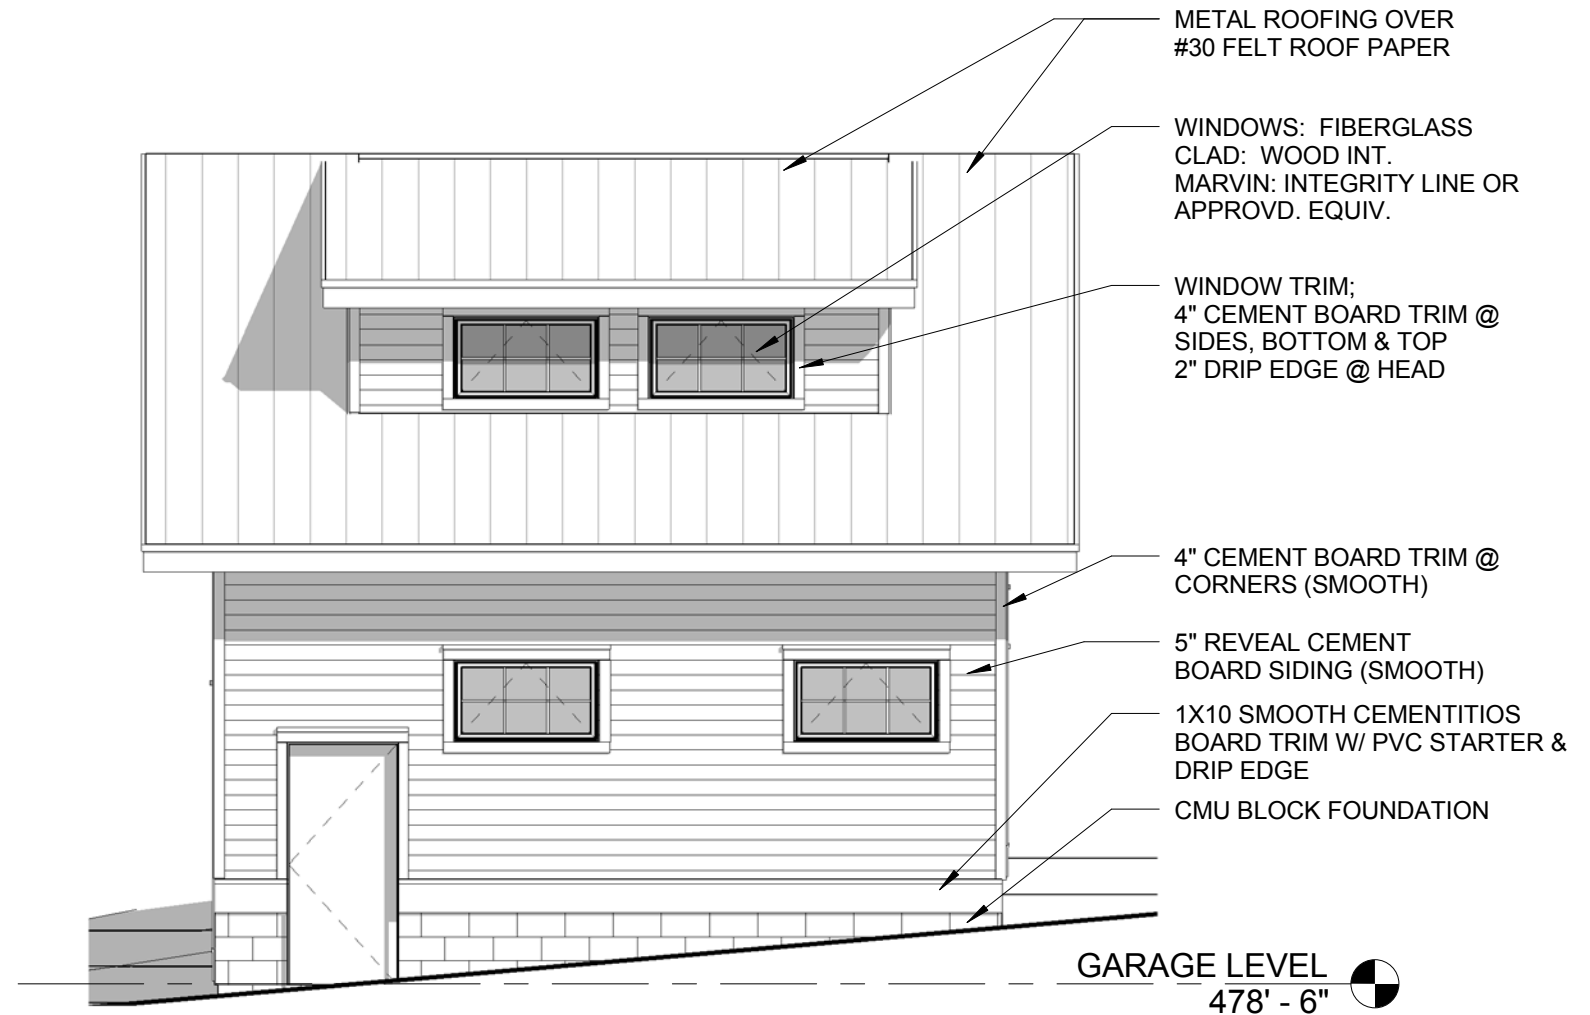 METAL ROOFING OVER
#30 FELT ROOF PAPER
WINDOWS: FIBERGLASS
CLAD: WOOD INT.
MARVIN: INTEGRITY LINE OR
APPROVD. EQUIV.
WINDOW TRIM;
4" CEMENT BOARD TRIM @
SIDES, BOTTOM & TOP
2" DRIP EDGE @ HEAD
4" CEMENT BOARD TRIM @
CORNERS (SMOOTH)
5" REVEAL CEMENT
BOARD SIDING (SMOOTH)
1X10 SMOOTH CEMENTITIOS
BOARD TRIM W/ PVC STARTER &
DRIP EDGE
CMU BLOCK FOUNDATION
GARAGE LEVEL
478' - 6"